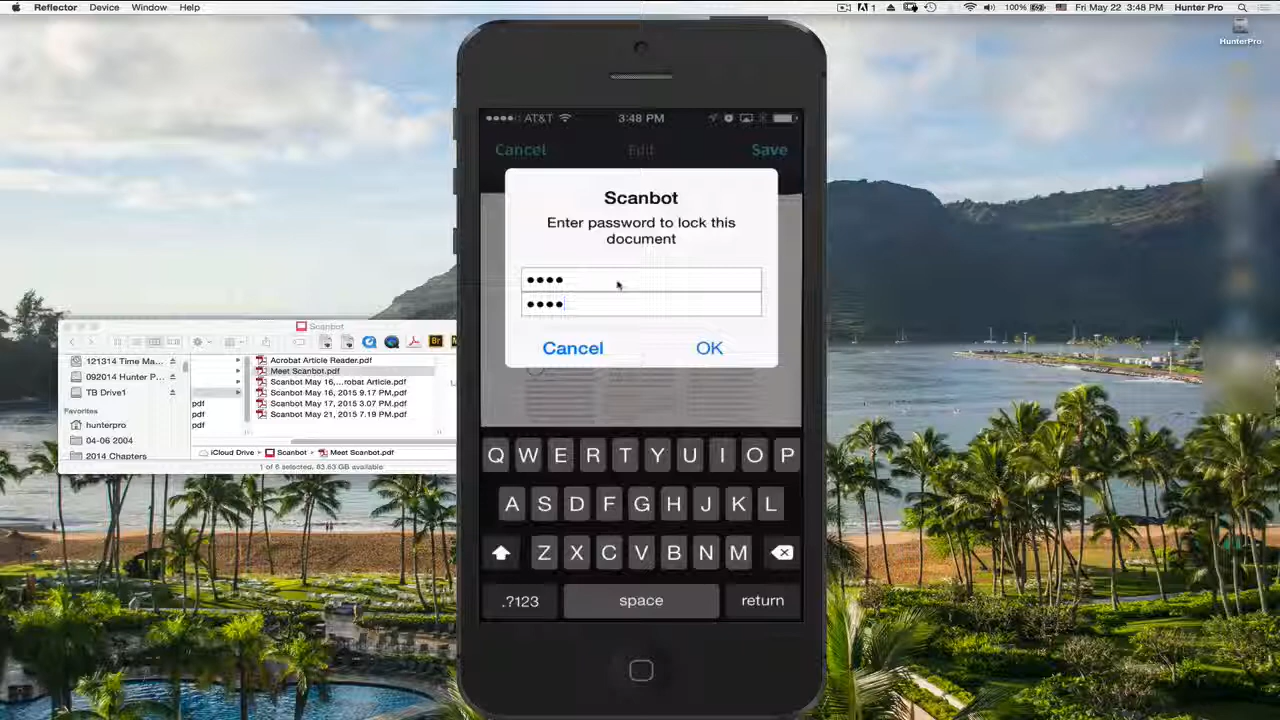 Reflector Device Window Help
1 100% Fri May 22 3:48 PM Hunter Pro
HunterPro
AT&T 3:48 PM
Cancel Edit Save
Scanbot
Enter password to lock this
document
Cancel OK
Q W E R T Y U I O P
A S D F G H J K L
Z X C V B N M
.?123 space return
Scanbot
121314 Time Ma...
092014 Hunter P...
TB Drive1
Favorites
hunterpro
04-06 2004
2014 Chapters
pdf
pdf
pdf
Acrobat Article Reader.pdf
Meet Scanbot.pdf
Scanbot May 16,...robat Article.pdf
Scanbot May 16, 2015 9.17 PM.pdf
Scanbot May 17, 2015 3.07 PM.pdf
Scanbot May 21, 2015 7.19 PM.pdf
iCloud Drive Scanbot Meet Scanbot.pdf
1 of 6 selected, 83.63 GB available